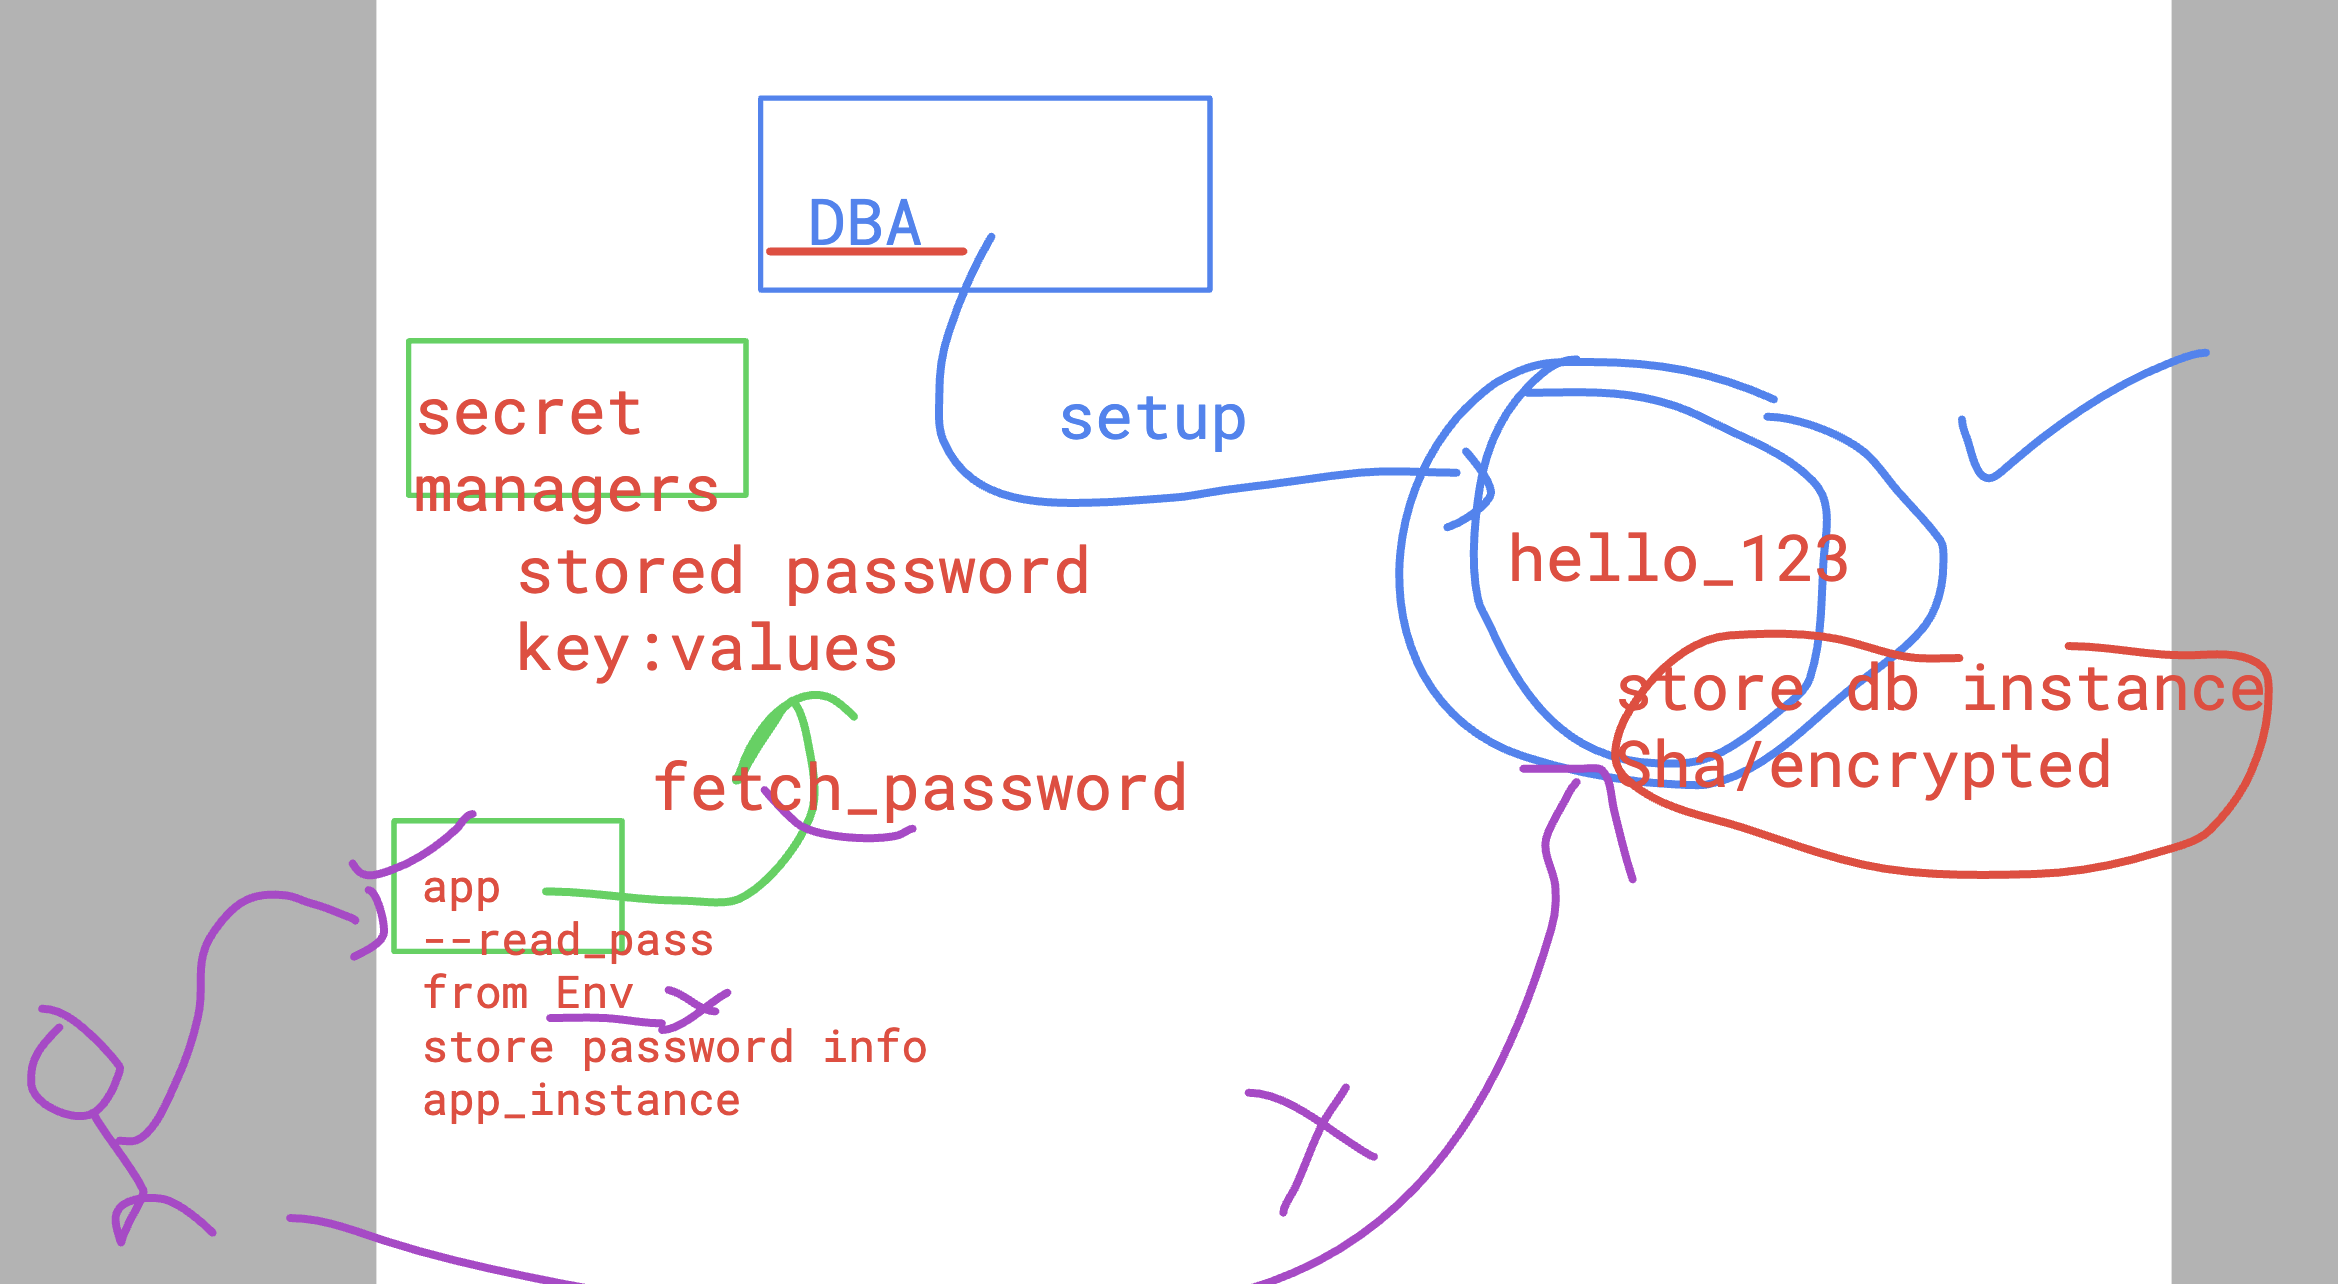 DBA
secret
managers
setup
stored password
key:values
hello_123
store db instance
Sha/encrypted
fetch_password
app
--read_pass
from Env
store password info
app_instance